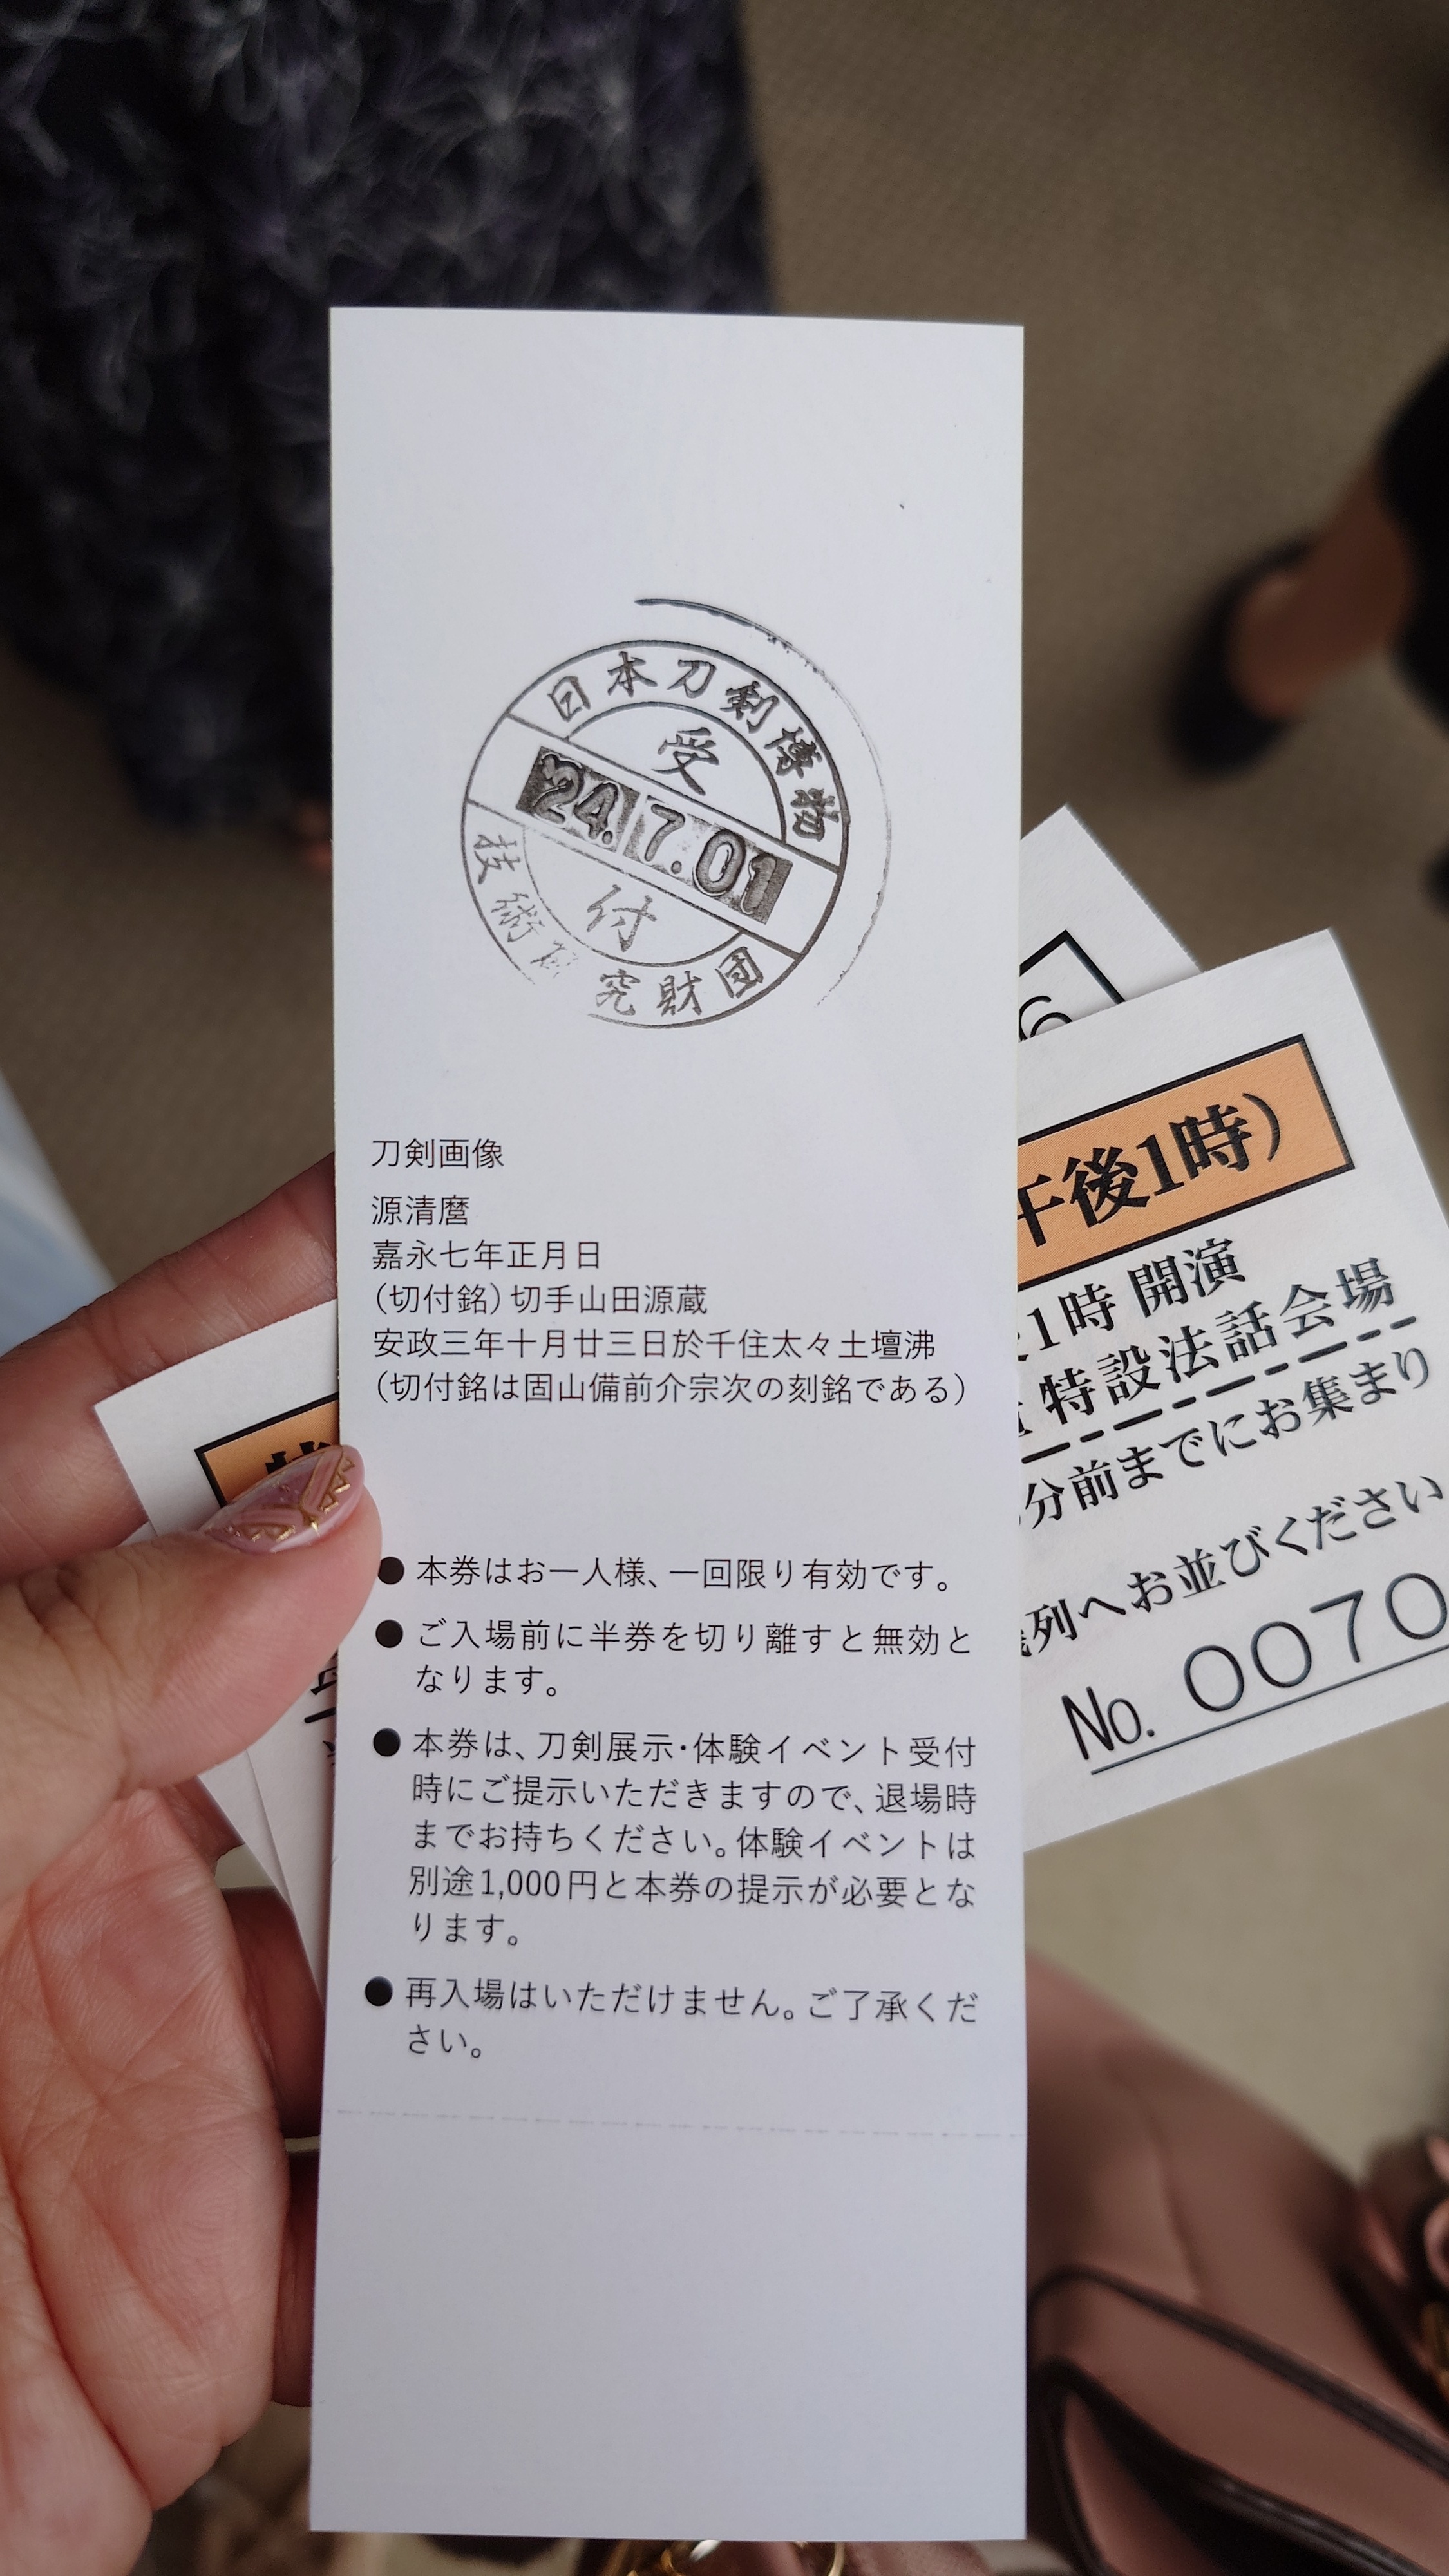 日本刀剣博物
受
24.7.01
付
技術研究財団
刀剣画像
源清麿
嘉永七年正月日
(切付銘)切手山田源蔵
安政三年十月廿三日於千住太々土壇沸
(切付銘は固山備前介宗次の刻銘である)
●本券はお一人様、一回限り有効です。
●ご入場前に半券を切り離すと無効と
なります。
●本券は、刀剣展示・体験イベント受付
時にご提示いただきますので、退場時
までお持ちください。体験イベントは
別途1,000円と本券の提示が必要とな
ります。
●再入場はいただけません。ご了承くだ
さい。
6
午後1時)
1時 開演
特設法話会場
分前までにお集まり
列へお並びください
No. 0070